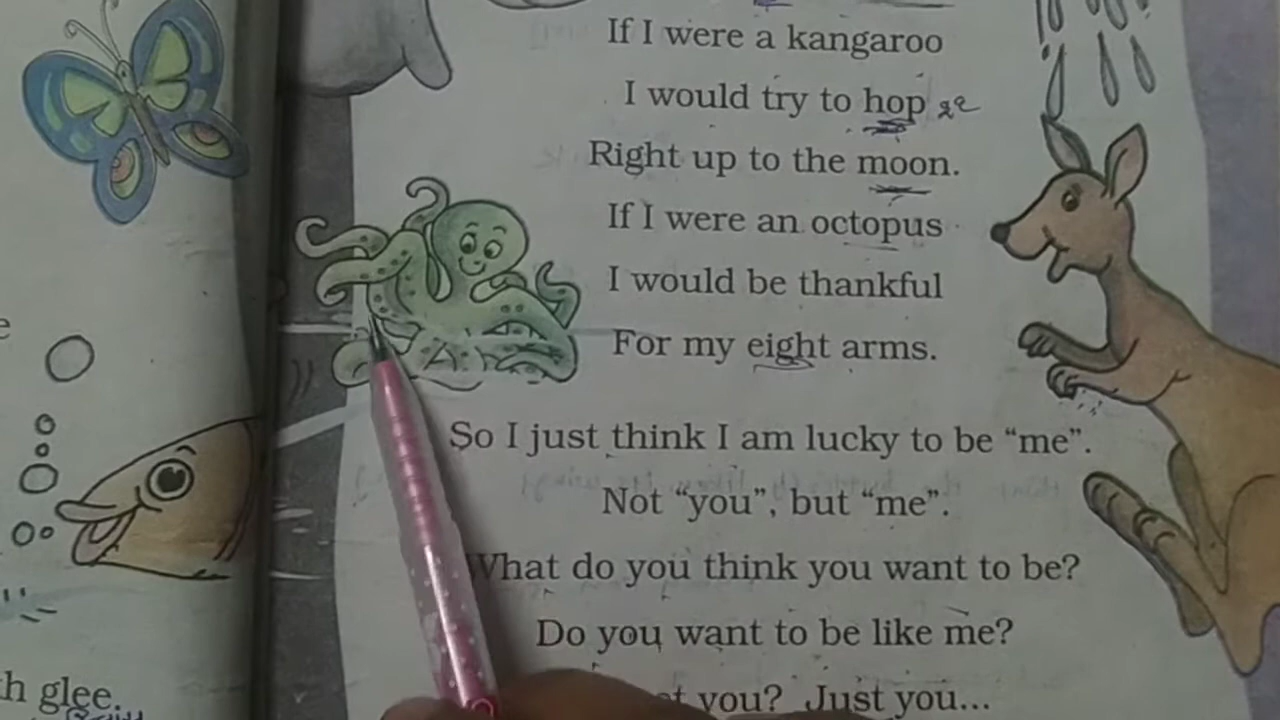 If I were a kangaroo
I would try to hop
Right up to the moon.
If I were an octopus
I would be thankful
For my eight arms.
So I just think I am lucky to be “me”.
Not “you”, but “me”.
What do you think you want to be?
Do you want to be like me?
you? Just you...
glee.